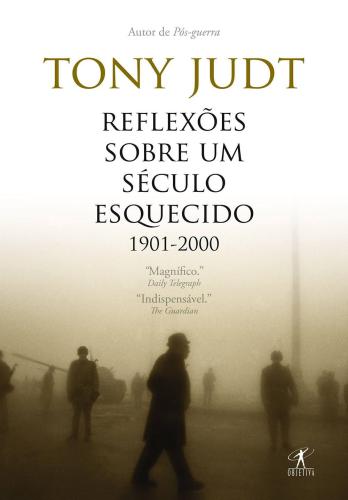 Autor de Pós-guerra
TONY JUDT
REFLEXÕES
SOBRE UM
SÉCULO
ESQUECIDO
1901-2000
“Magnífico.”
Daily Telegraph
“Indispensável.”
The Guardian
OBJETIVA